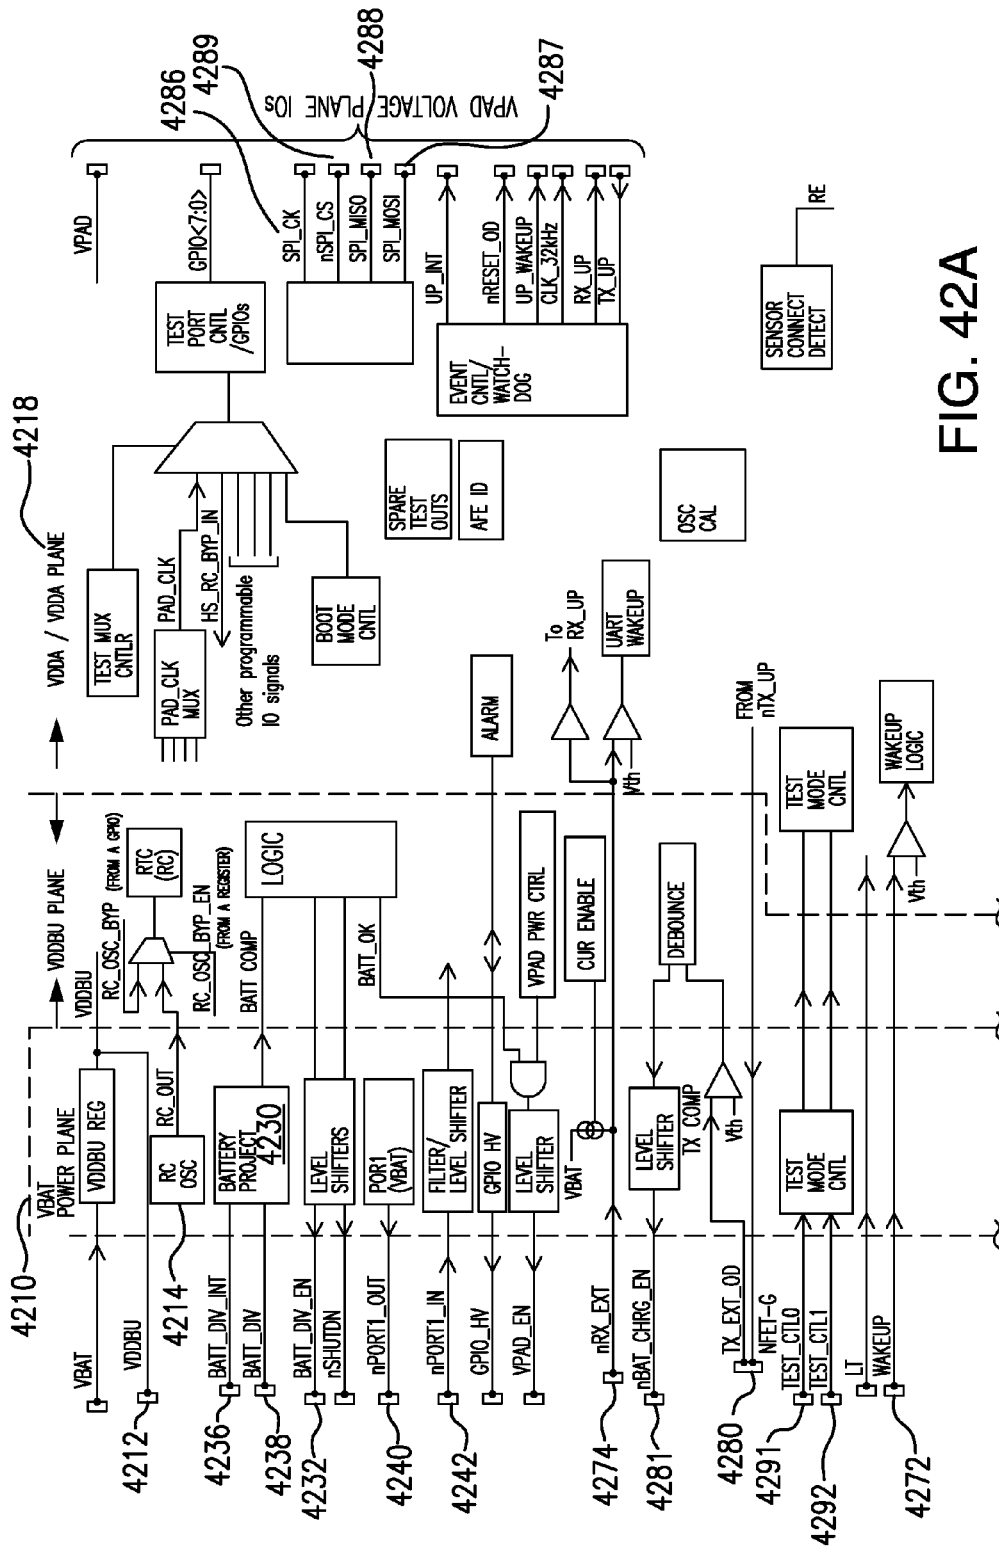 4210
VBAT
POWER PLANE
VDDBU PLANE
VDDA / VDDA PLANE
4218
VBAT
VDDBU REG
VDDBU
VDDBU
4212
RC
OSC
RC_OUT
4214
RC_OSC_BYP
(FROM A GPIO)
RC_OSC_BYP_EN
(FROM A REGISTER)
RTC
(RC)
TEST MUX
CNTLR
PAD_CLK
MUX
PAD_CLK
HS_RC_BYP_IN
Other programmable
IO signals
BOOT
MODE
CNTL
TEST
PORT
CNTL
/GPIOs
VPAD
GPIO<7:0>
4286
4289
4288
4287
SPI_CK
nSPI_CS
SPI_MISO
SPI_MOSI
VPAD VOLTAGE PLANE IOs
4236
BATT_DIV_INT
4238
BATT_DIV
BATTERY
PROJECT
4230
BATT COMP
LOGIC
4232
BATT_DIV_EN
nSHUTDN
LEVEL
SHIFTERS
BATT_OK
4240
nPORT1_OUT
POR1
(VBAT)
4242
nPORT1_IN
FILTER/
LEVEL SHIFTER
GPIO_HV
GPIO HV
ALARM
VPAD_EN
LEVEL
SHIFTER
VPAD PWR CTRL
SPARE
TEST
OUTS
AFE ID
EVENT
CNTL/
WATCH-
DOG
UP_INT
nRESET_OD
UP_WAKEUP
CLK_32kHz
RX_UP
TX_UP
VBAT
CUR ENABLE
4274
nRX_EXT
To
RX_UP
Vth
UART
WAKEUP
4281
nBAT_CHRG_EN
LEVEL
SHIFTER
DEBOUNCE
TX COMP
Vth
OSC
CAL
4280
TX_EXT_OD
NFET-G
FROM
nTX_UP
4291
TEST_CTL0
4292
TEST_CTL1
TEST
MODE
CNTL
TEST
MODE
CNTL
SENSOR
CONNECT
DETECT
RE
LT
4272
WAKEUP
Vth
WAKEUP
LOGIC
FIG. 42A